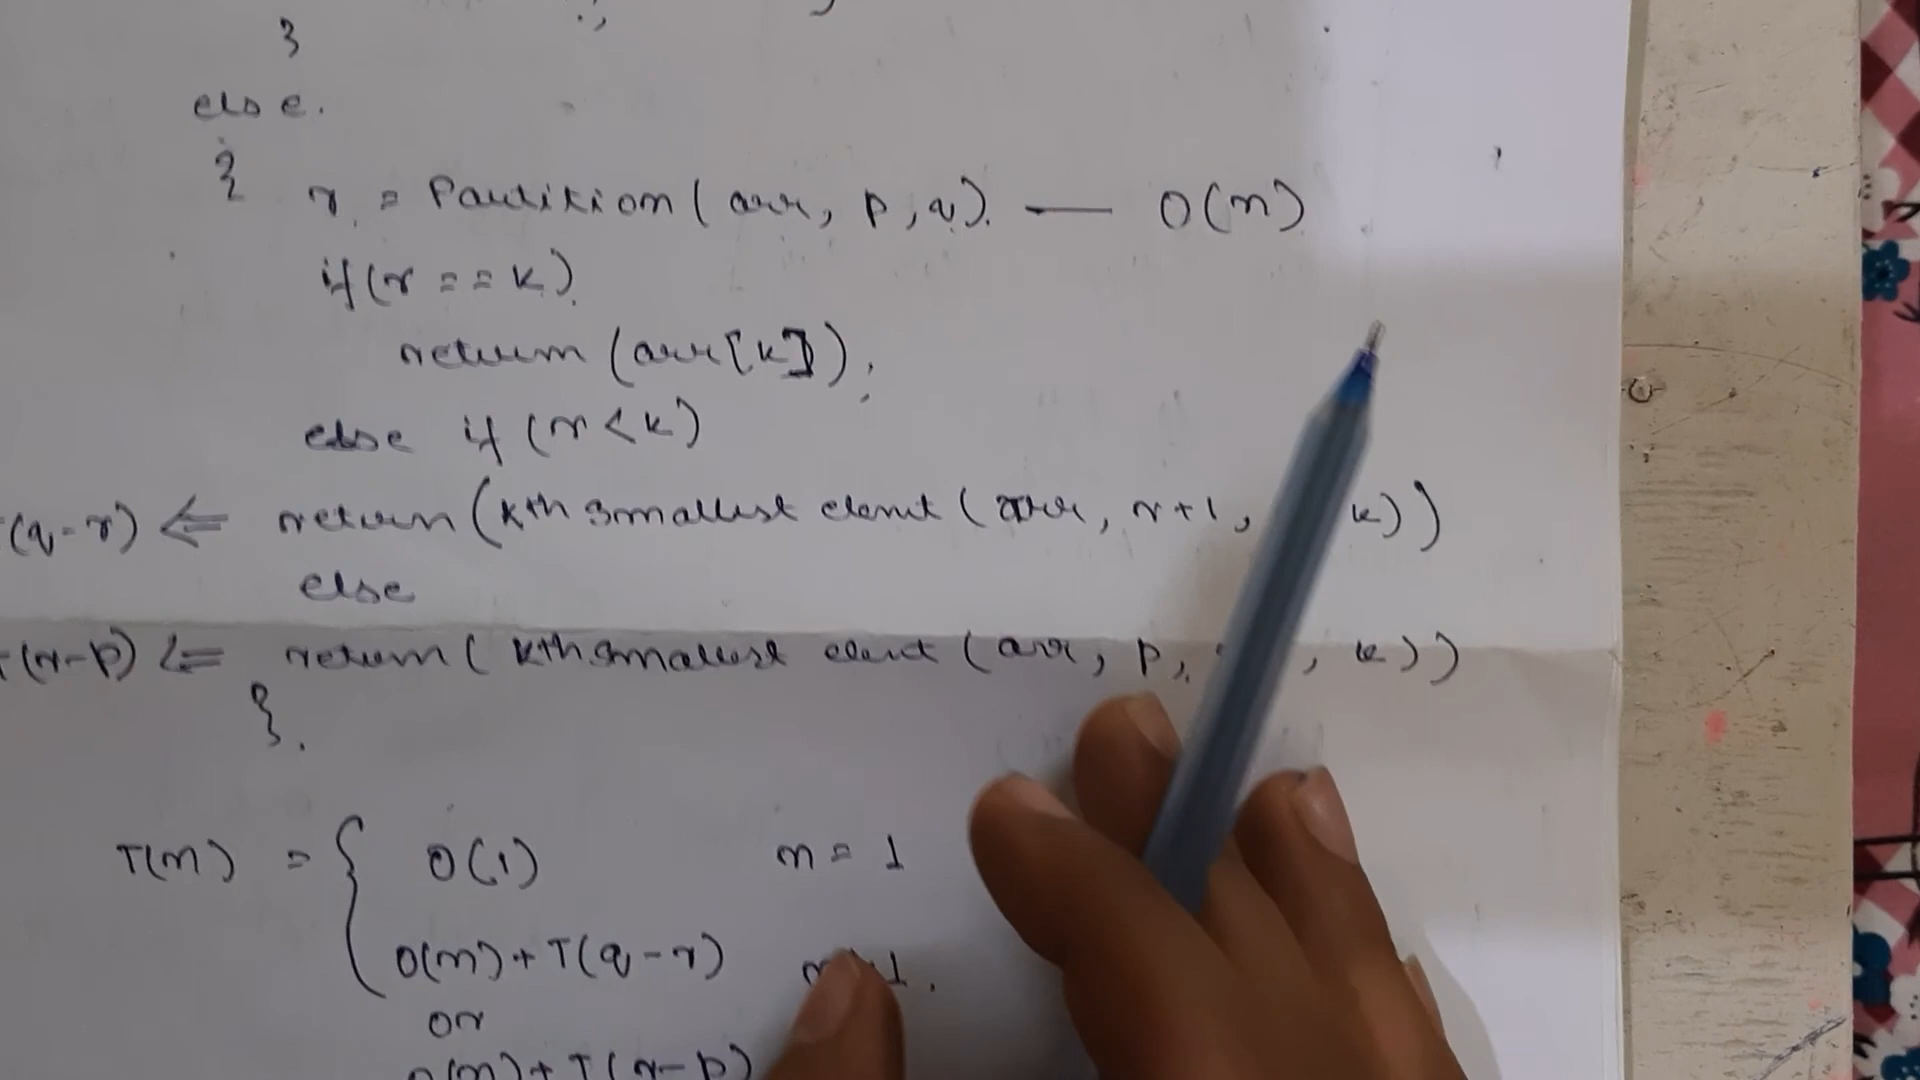 }
else.
{ r = Partition(arr, p, q). — O(n)
if(r == k).
return (arr[k]);
else if (r<k)
(q-r) ⇐ return (kth smallest elemt (arr, r+1, k))
else
T(r-p) ⇐ return ( kth smallest elemt (arr, p, , k))
}.
T(n) = { O(1) n = 1
O(n) + T(q-r) 1.
or
O(n) + T(r-p)